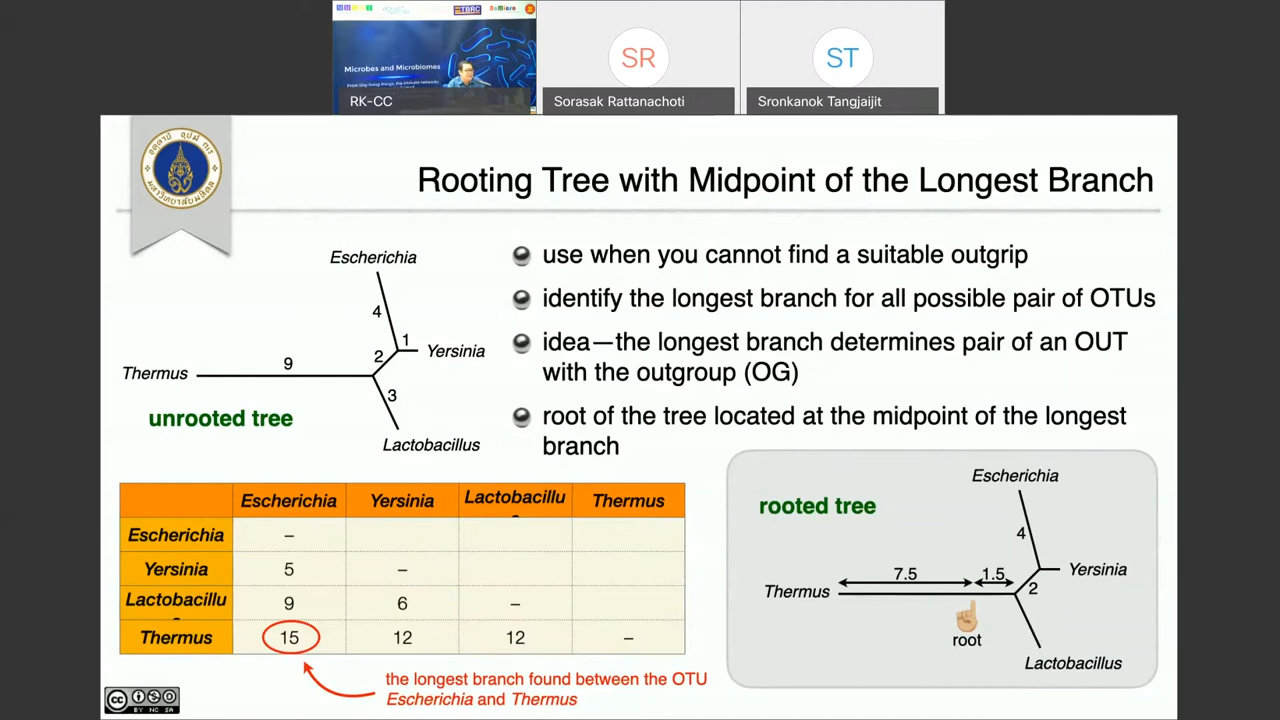 TBRC
Microbes and Microbiomes
RK-CC
SR
Sorasak Rattanachoti
ST
Sronkanok Tangjaijit
Rooting Tree with Midpoint of the Longest Branch
use when you cannot find a suitable outgrip
identify the longest branch for all possible pair of OTUs
idea—the longest branch determines pair of an OUT
with the outgroup (OG)
root of the tree located at the midpoint of the longest
branch
Escherichia
4
1
Yersinia
2
9
Thermus
3
unrooted tree
Lactobacillus
Escherichia Yersinia Lactobacillu Thermus
Escherichia –
Yersinia 5 –
Lactobacillu 9 6 –
Thermus 15 12 12 –
the longest branch found between the OTU
Escherichia and Thermus
rooted tree
Escherichia
4
Yersinia
7.5 1.5
2
Thermus
root
Lactobacillus
cc
BY NC SA